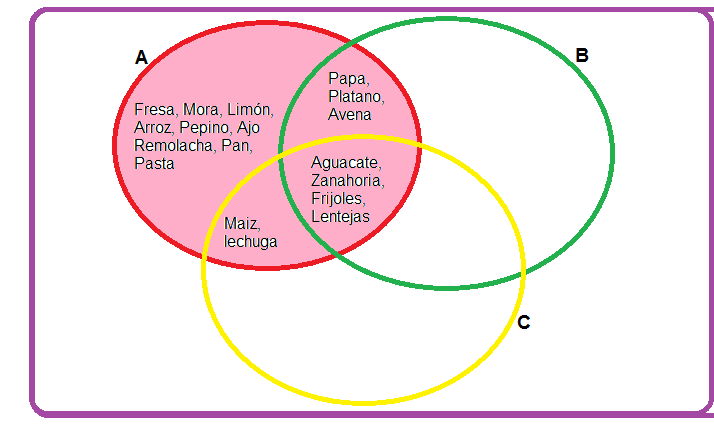 A
B
Papa,
Platano,
Avena
Fresa, Mora, Limón,
Arroz, Pepino, Ajo
Remolacha, Pan,
Pasta
Aguacate,
Zanahoria,
Frijoles,
Lentejas
Maiz,
lechuga
C